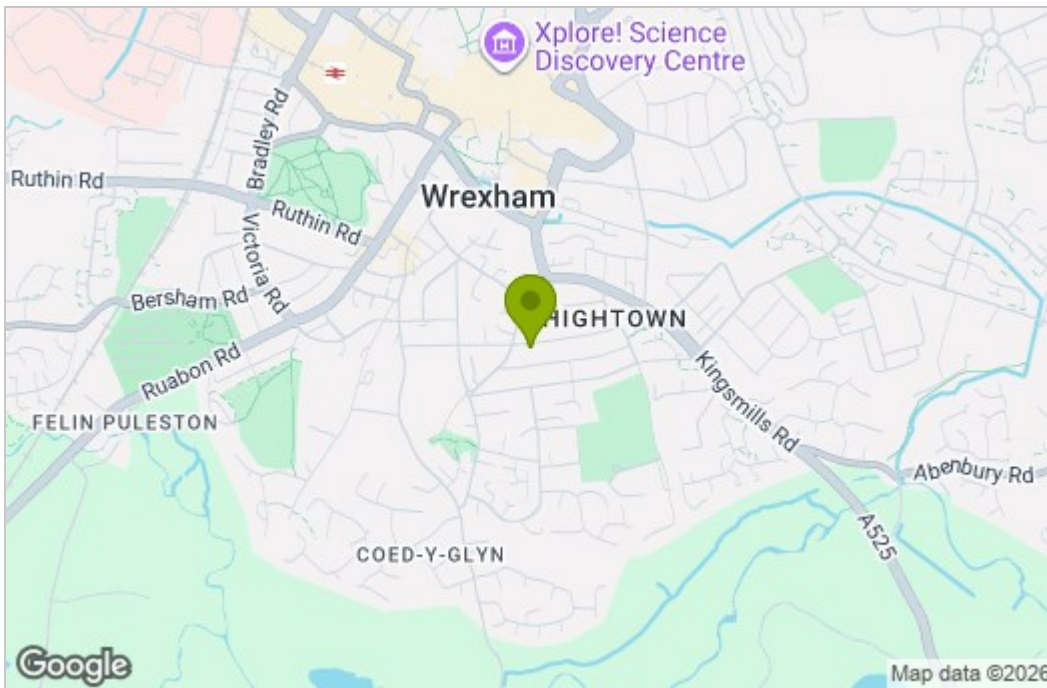 Xplore! Science
Discovery Centre
Bradley Rd
Ruthin Rd
Wrexham
Ruthin Rd
Victoria Rd
Bersham Rd
HIGHTOWN
Ruabon Rd
Kingsmills Rd
FELIN PULESTON
Abenbury Rd
A525
COED-Y-GLYN
Google
Map data ©2026